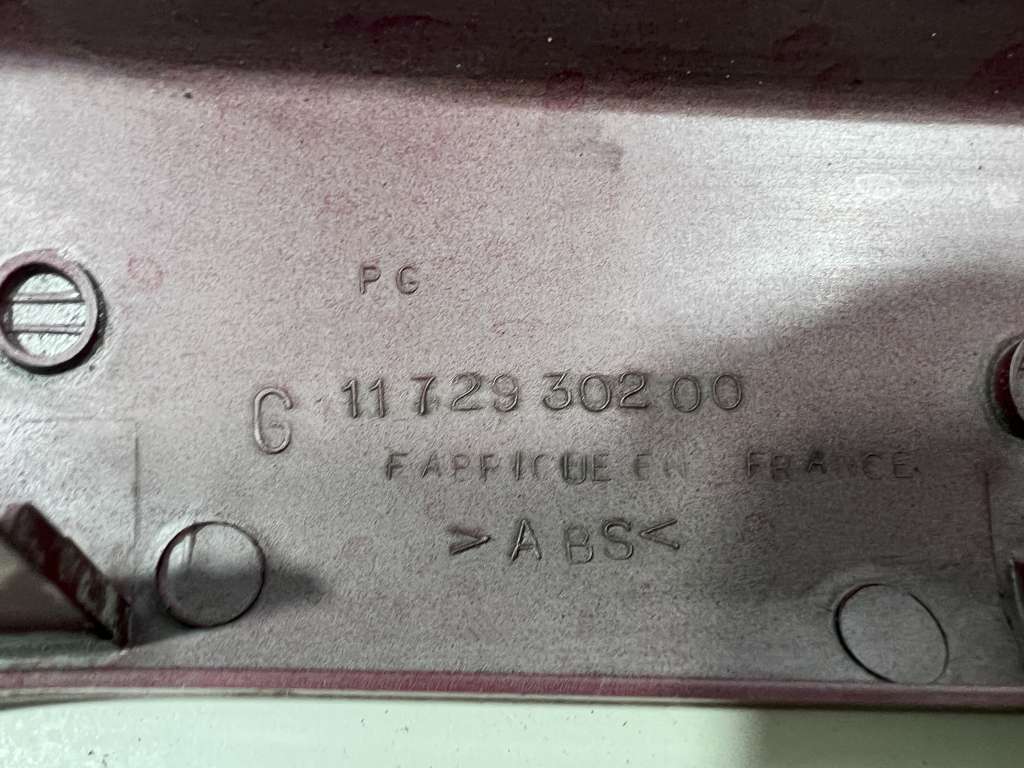 PG
G 11 729 302 00
FABRIQUE EN FRANCE
>ABS<